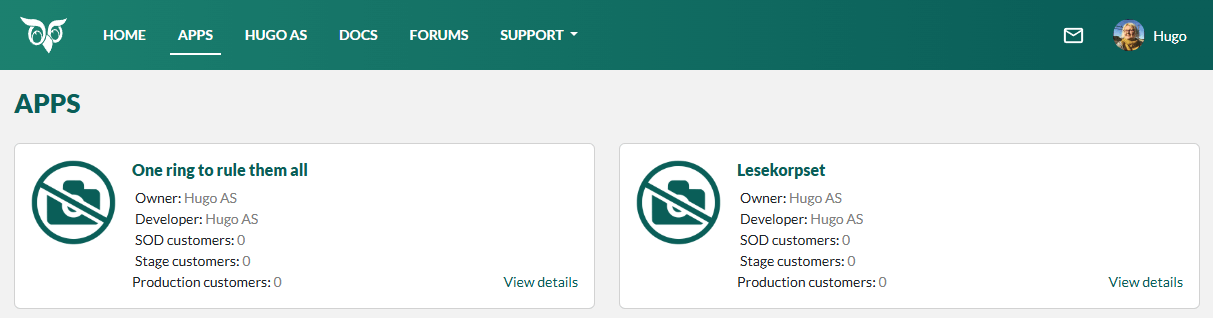 HOME APPS HUGO AS DOCS FORUMS SUPPORT Hugo
APPS
One ring to rule them all
Owner: Hugo AS
Developer: Hugo AS
SOD customers: 0
Stage customers: 0
Production customers: 0
View details
Lesekorpset
Owner: Hugo AS
Developer: Hugo AS
SOD customers: 0
Stage customers: 0
Production customers: 0
View details